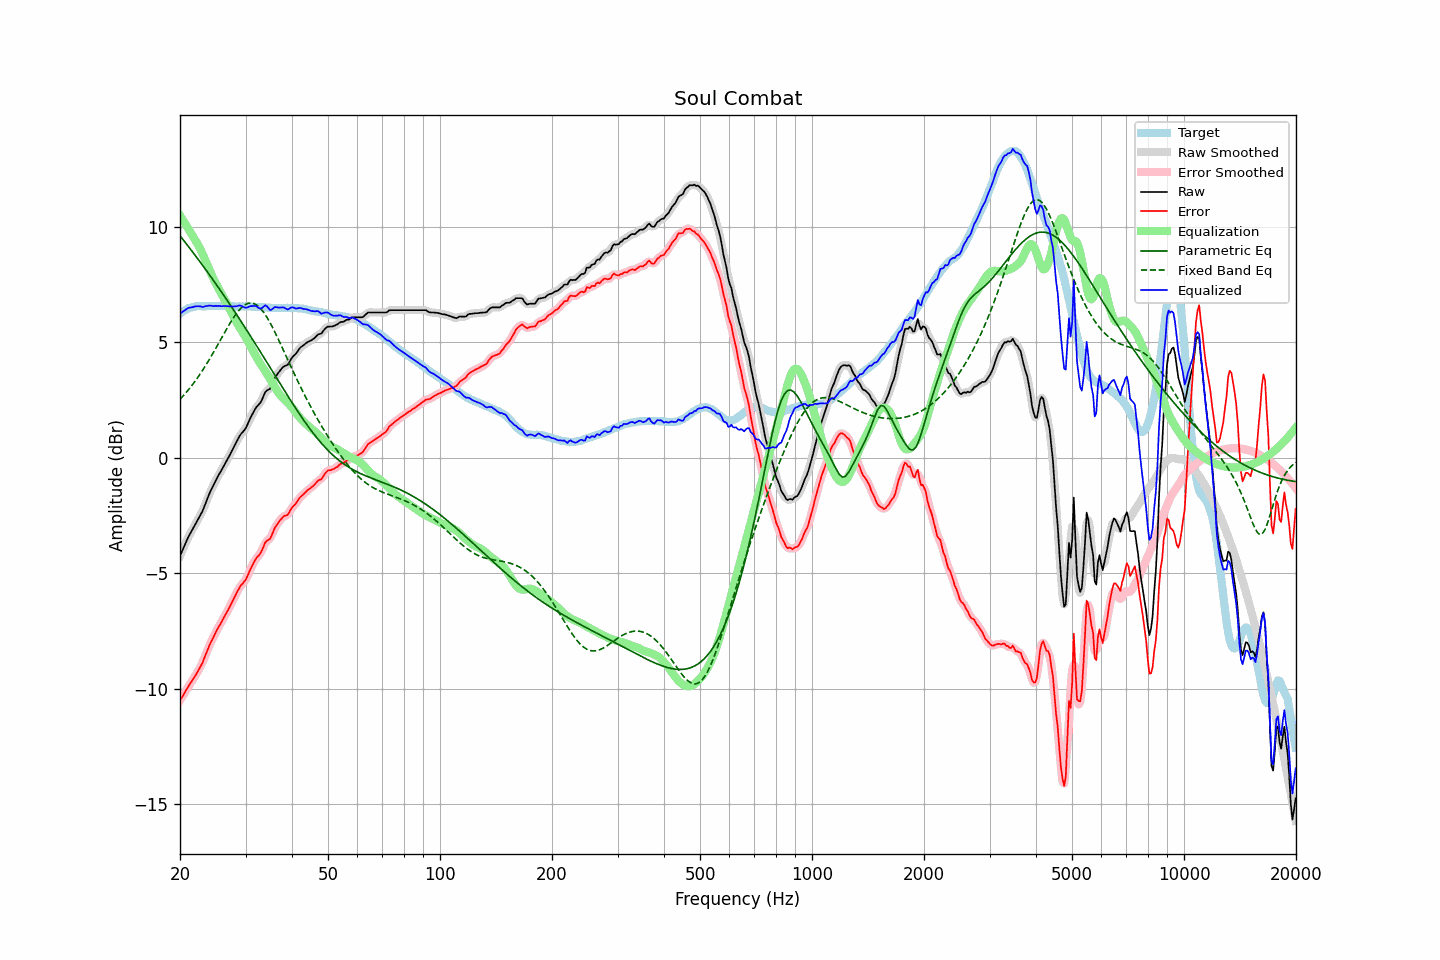 Soul Combat
Target
Raw Smoothed
Error Smoothed
Raw
Error
Equalization
Parametric Eq
Fixed Band Eq
Equalized
Amplitude (dBr)
10
5
0
−5
−10
−15
20
50
100
200
500
1000
2000
5000
10000
20000
Frequency (Hz)